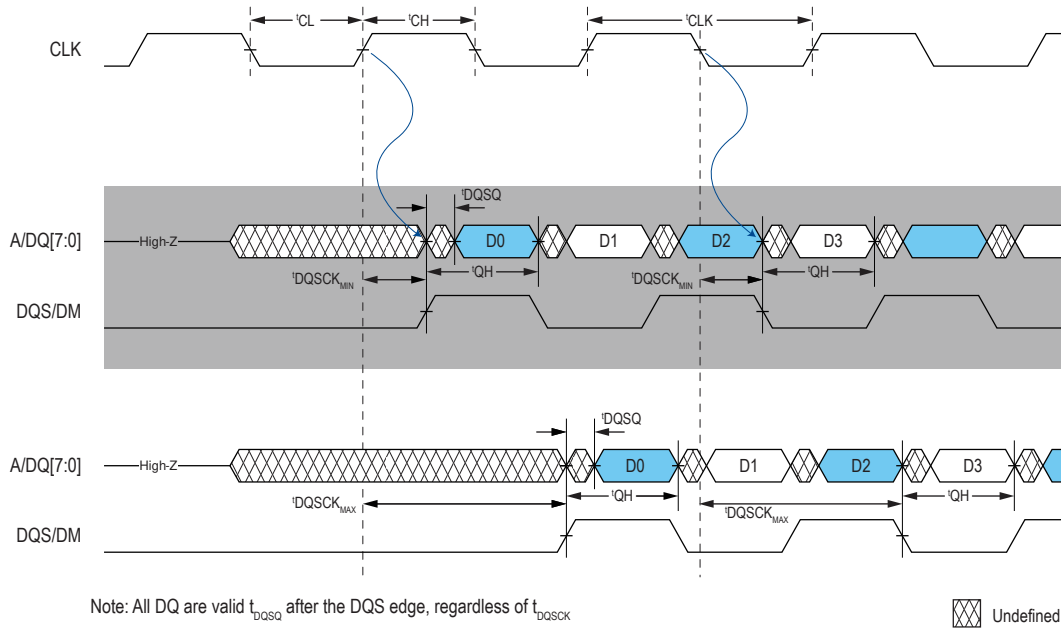 tCL tCH tCLK
CLK
tDQSQ
A/DQ[7:0] High-Z D0 D1 D2 D3
tDQSCKMIN tQH tDQSCKMIN tQH
DQS/DM
tDQSQ
A/DQ[7:0] High-Z D0 D1 D2 D3
tDQSCKMAX tQH tDQSCKMAX tQH
DQS/DM
Note: All DQ are valid tDQSQ after the DQS edge, regardless of tDQSCK
Undefined